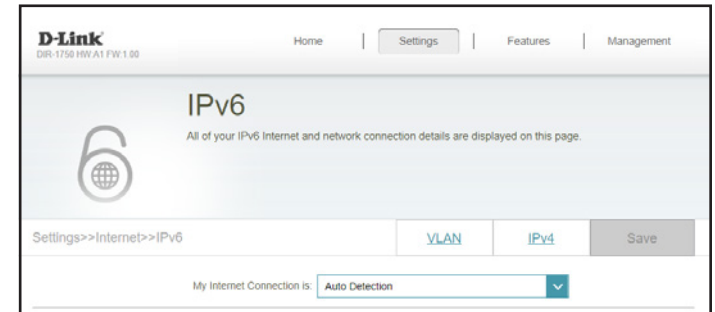 D-Link
DIR-1750 HW:A1 FW:1.00
Home | Settings | Features | Management
IPv6
All of your IPv6 Internet and network connection details are displayed on this page.
Settings>>Internet>>IPv6
VLAN
IPv4
Save
My Internet Connection is: Auto Detection